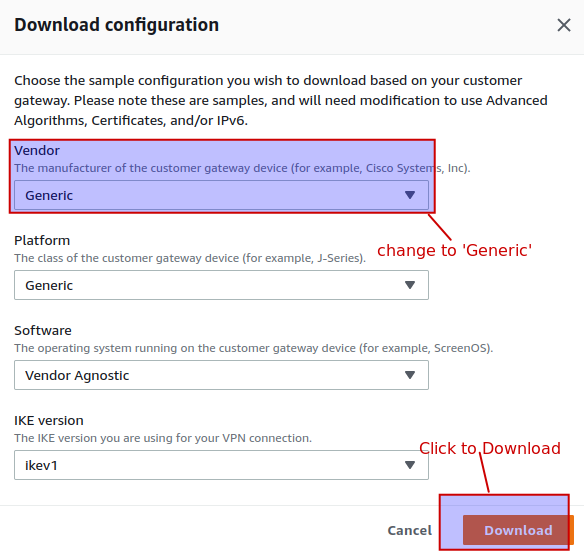 Download configuration
Choose the sample configuration you wish to download based on your customer
gateway. Please note these are samples, and will need modification to use Advanced
Algorithms, Certificates, and/or IPv6.
Vendor
The manufacturer of the customer gateway device (for example, Cisco Systems, Inc).
Generic
change to 'Generic'
Platform
The class of the customer gateway device (for example, J-Series).
Generic
Software
The operating system running on the customer gateway device (for example, ScreenOS).
Vendor Agnostic
IKE version
The IKE version you are using for your VPN connection.
ikev1
Click to Download
Cancel
Download